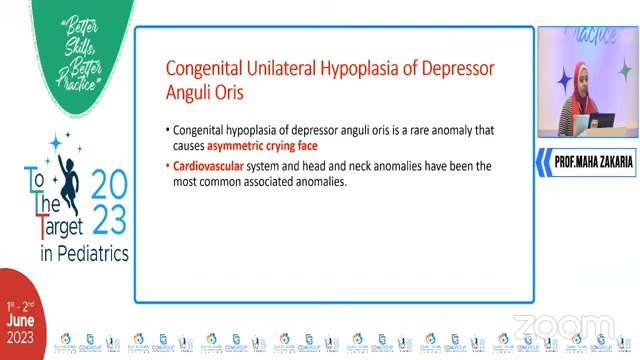 "Better
Skills,
Better
Practice"
To
The
Target
2023
in Pediatrics
1st - 2nd
June
2023
Congenital Unilateral Hypoplasia of Depressor
Anguli Oris
• Congenital hypoplasia of depressor anguli oris is a rare anomaly that
causes asymmetric crying face
• Cardiovascular system and head and neck anomalies have been the
most common associated anomalies.
Practice"
PROF.MAHA ZAKARIA
zoom